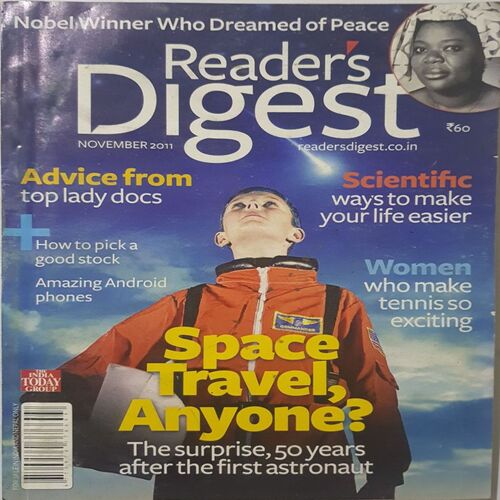 Nobel Winner Who Dreamed of Peace
Reader's
Digest
NOVEMBER 2011
readersdigest.co.in
₹60
Advice from
top lady docs
Scientific
ways to make
your life easier
+
How to pick a
good stock
Amazing Android
phones
Women
who make
tennis so
exciting
COMMANDER
Space
Travel,
Anyone?
The surprise, 50 years
after the first astronaut
THE
INDIA
TODAY
GROUP